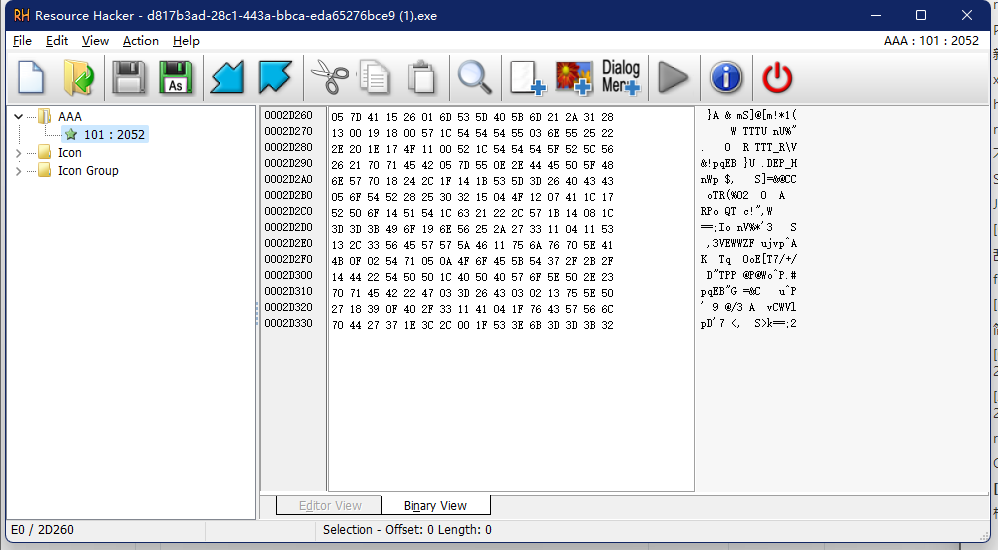 RH Resource Hacker - d817b3ad-28c1-443a-bbca-eda65276bce9 (1).exe
File Edit View Action Help AAA : 101 : 2052
As Dialog Mer+
AAA
101 : 2052
Icon
Icon Group
0002D260 05 7D 41 15 26 01 6D 53 5D 40 5B 6D 21 2A 31 28 }A & mS]@[m!*1(
0002D270 13 00 19 18 00 57 1C 54 54 54 55 03 6E 55 25 22 W TTTU nU%"
0002D280 2E 20 1E 17 4F 11 00 52 1C 54 54 54 5F 52 5C 56 . O R TTT_R\V
0002D290 26 21 70 71 45 42 05 7D 55 0E 2E 44 45 50 5F 48 &!pqEB }U .DEP_H
0002D2A0 6E 57 70 18 24 2C 1F 14 1B 53 5D 3D 26 40 43 43 nWp $, S]=&@CC
0002D2B0 05 6F 54 52 28 25 30 32 15 04 4F 12 07 41 1C 17 oTR(%02 O A
0002D2C0 52 50 6F 14 51 54 1C 63 21 22 2C 57 1B 14 08 1C RPo QT c!",W
0002D2D0 3D 3D 3B 49 6F 19 6E 56 25 2A 27 33 11 04 11 53 ==;Io nV%*'3 S
0002D2E0 13 2C 33 56 45 57 57 5A 46 11 75 6A 76 70 5E 41 ,3VEWWZF ujvp^A
0002D2F0 4B 0F 02 54 71 05 0A 4F 6F 45 5B 54 37 2F 2B 2F K Tq OoE[T7/+/
0002D300 14 44 22 54 50 50 1C 40 50 40 57 6F 5E 50 2E 23 D"TPP @P@Wo^P.#
0002D310 70 71 45 42 22 47 03 3D 26 43 03 02 13 75 5E 50 pqEB"G =&C u^P
0002D320 27 18 39 0F 40 2F 33 11 41 04 1F 76 43 57 56 6C ' 9 @/3 A vCWVl
0002D330 70 44 27 37 1E 3C 2C 00 1F 53 3E 6B 3D 3D 3B 32 pD'7 <, S>k==;2
Editor View Binary View
E0 / 2D260 Selection - Offset: 0 Length: 0